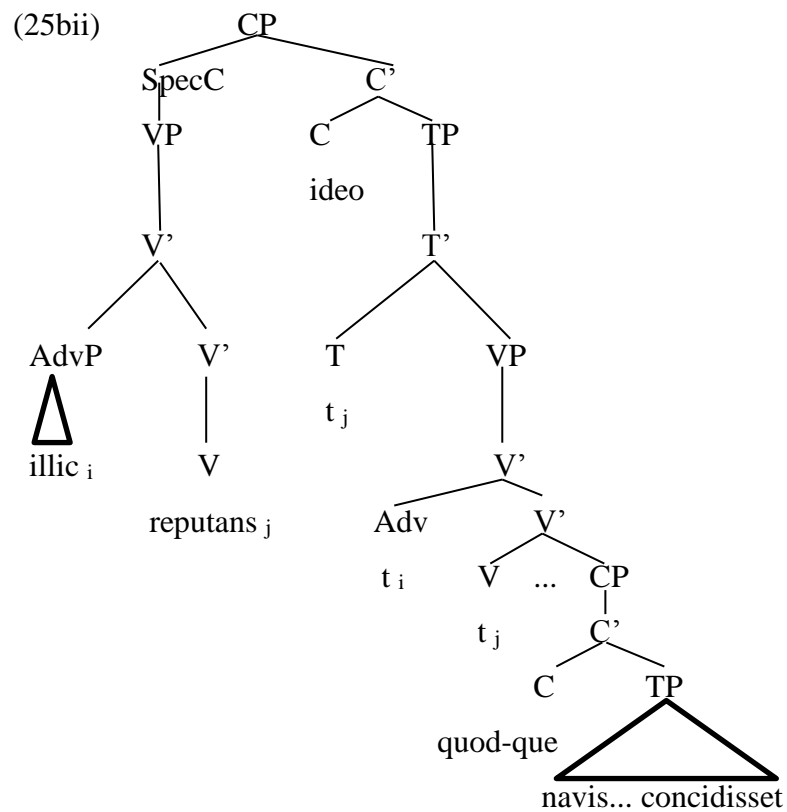 (25bii) CP
SpecC C’
VP C TP
ideo
V’ T’
AdvP V’ T VP
t j
illic i V V’
reputans j Adv V’
t i V ... CP
t j C’
C TP
quod-que
navis... concidisset